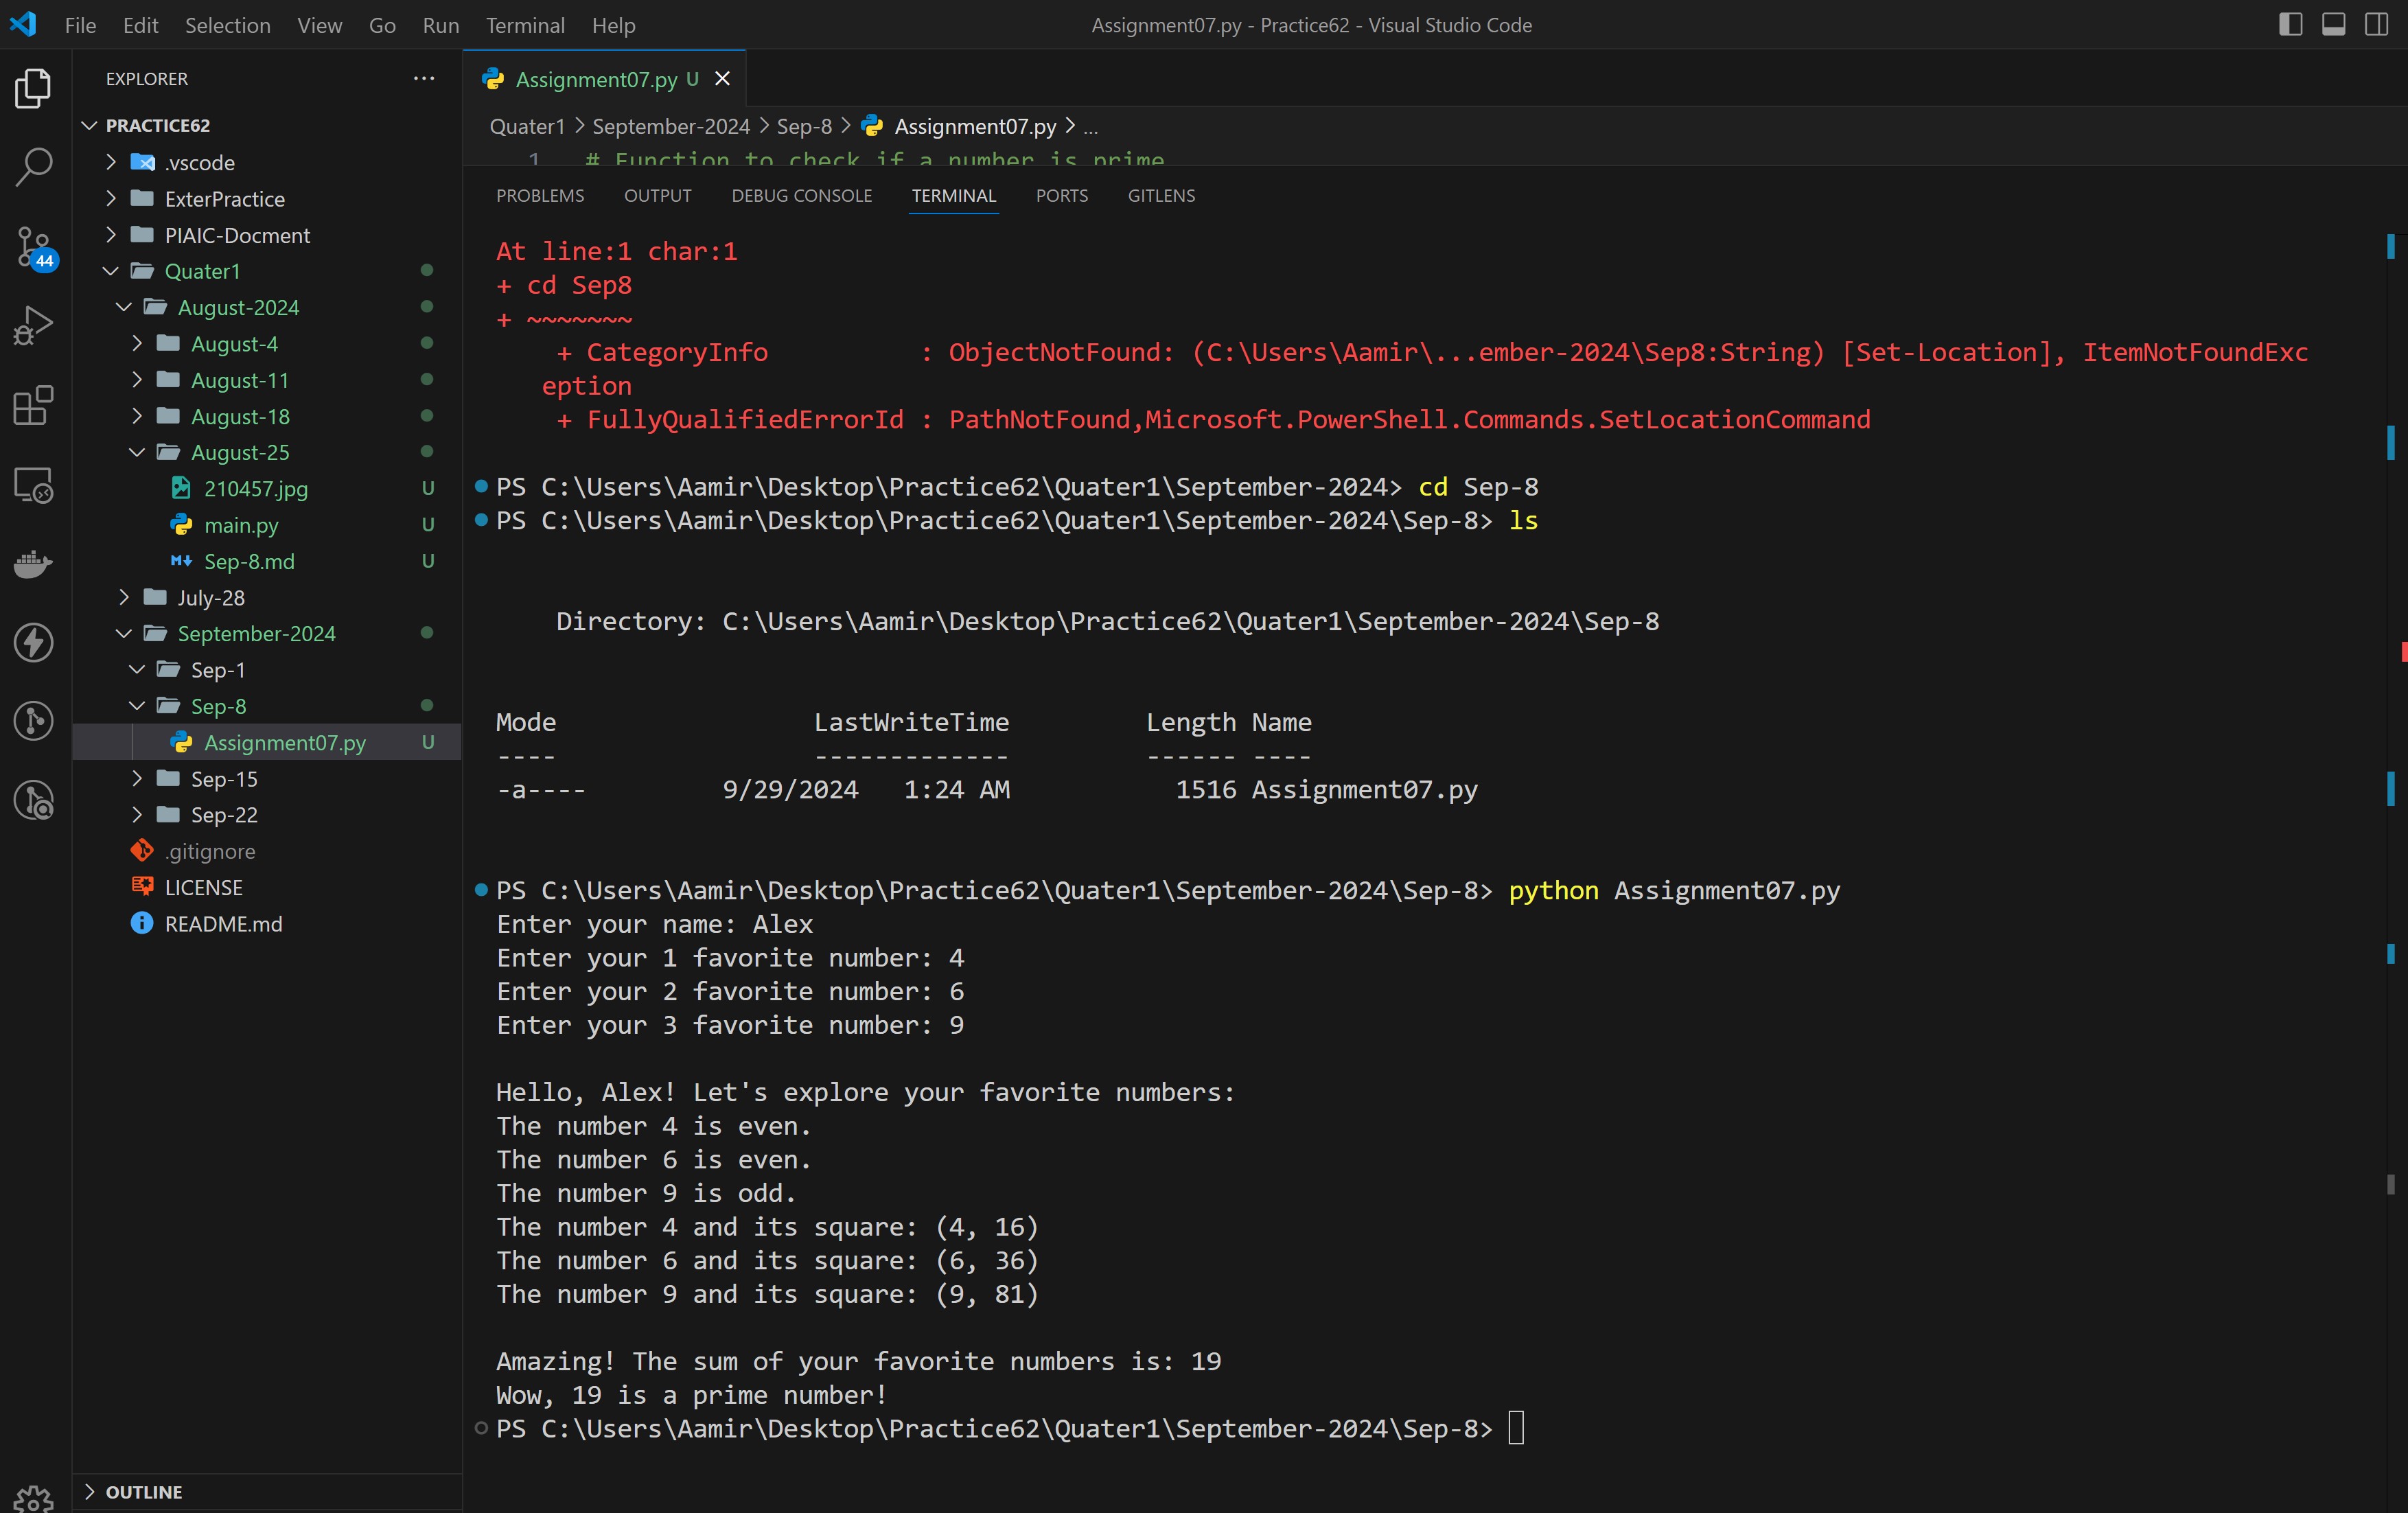 File Edit Selection View Go Run Terminal Help
Assignment07.py - Practice62 - Visual Studio Code
EXPLORER
PRACTICE62
.vscode
ExterPractice
PIAIC-Docment
Quater1
August-2024
August-4
August-11
August-18
August-25
210457.jpg U
main.py U
Sep-8.md U
July-28
September-2024
Sep-1
Sep-8
Assignment07.py U
Sep-15
Sep-22
.gitignore
LICENSE
README.md
OUTLINE
44
Assignment07.py U
Quater1 > September-2024 > Sep-8 > Assignment07.py > ...
1 # Function to check if a number is prime
PROBLEMS OUTPUT DEBUG CONSOLE TERMINAL PORTS GITLENS
At line:1 char:1
+ cd Sep8
+ ~~~~~~~
+ CategoryInfo : ObjectNotFound: (C:\Users\Aamir\...ember-2024\Sep8:String) [Set-Location], ItemNotFoundExc
eption
+ FullyQualifiedErrorId : PathNotFound,Microsoft.PowerShell.Commands.SetLocationCommand
PS C:\Users\Aamir\Desktop\Practice62\Quater1\September-2024> cd Sep-8
PS C:\Users\Aamir\Desktop\Practice62\Quater1\September-2024\Sep-8> ls
Directory: C:\Users\Aamir\Desktop\Practice62\Quater1\September-2024\Sep-8
Mode LastWriteTime Length Name
---- ------------- ------ ----
-a---- 9/29/2024 1:24 AM 1516 Assignment07.py
PS C:\Users\Aamir\Desktop\Practice62\Quater1\September-2024\Sep-8> python Assignment07.py
Enter your name: Alex
Enter your 1 favorite number: 4
Enter your 2 favorite number: 6
Enter your 3 favorite number: 9
Hello, Alex! Let's explore your favorite numbers:
The number 4 is even.
The number 6 is even.
The number 9 is odd.
The number 4 and its square: (4, 16)
The number 6 and its square: (6, 36)
The number 9 and its square: (9, 81)
Amazing! The sum of your favorite numbers is: 19
Wow, 19 is a prime number!
PS C:\Users\Aamir\Desktop\Practice62\Quater1\September-2024\Sep-8>